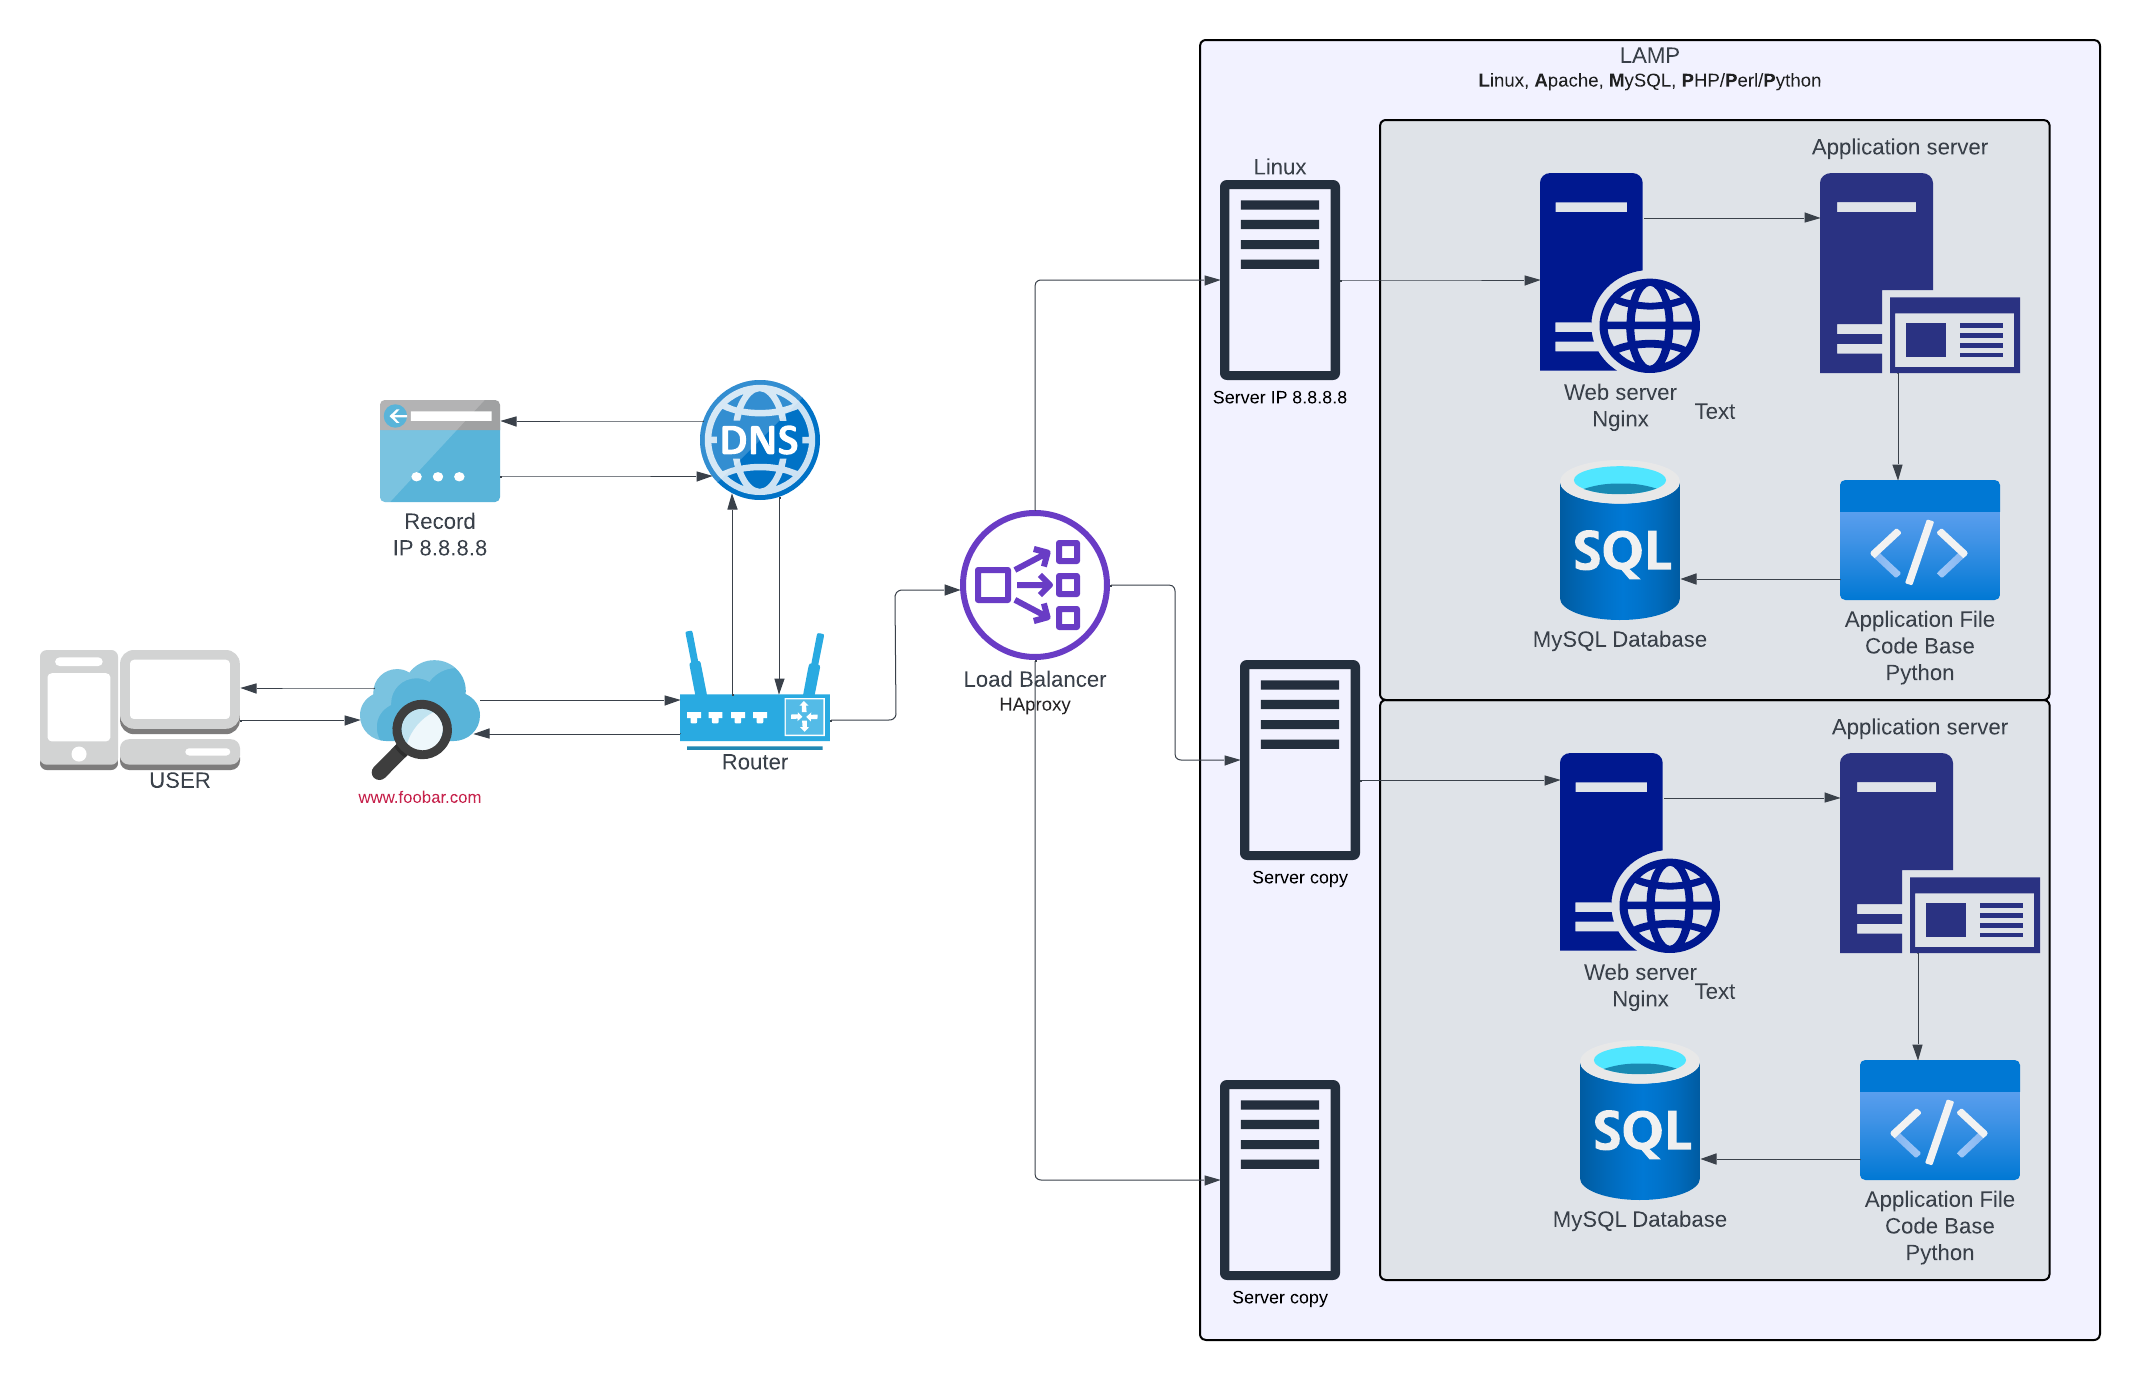 LAMP
Linux, Apache, MySQL, PHP/Perl/Python
Application server
Linux
Server IP 8.8.8.8
Web server
Nginx
Text
DNS
Record
IP 8.8.8.8
SQL
MySQL Database
Application File
Code Base
Python
USER
www.foobar.com
Router
Load Balancer
HAproxy
Application server
Server copy
Web server
Nginx
Text
SQL
MySQL Database
Application File
Code Base
Python
Server copy